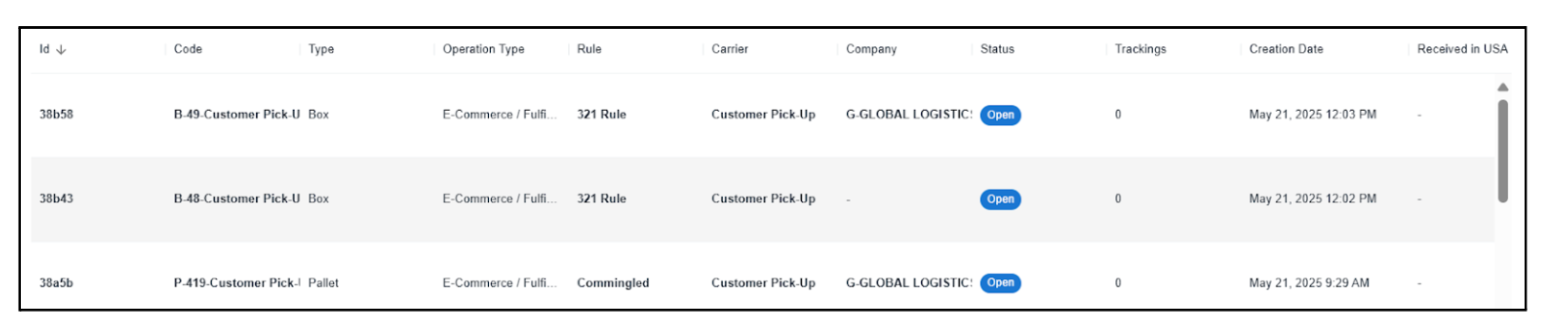 Id ↓ Code Type Operation Type Rule Carrier Company Status Trackings Creation Date Received in USA
38b58 B-49-Customer Pick-U Box E-Commerce / Fulfi... 321 Rule Customer Pick-Up G-GLOBAL LOGISTIC Open 0 May 21, 2025 12:03 PM -
38b43 B-48-Customer Pick-U Box E-Commerce / Fulfi... 321 Rule Customer Pick-Up - Open 0 May 21, 2025 12:02 PM -
38a5b P-419-Customer Pick- Pallet E-Commerce / Fulfi... Commingled Customer Pick-Up G-GLOBAL LOGISTIC Open 0 May 21, 2025 9:29 AM -